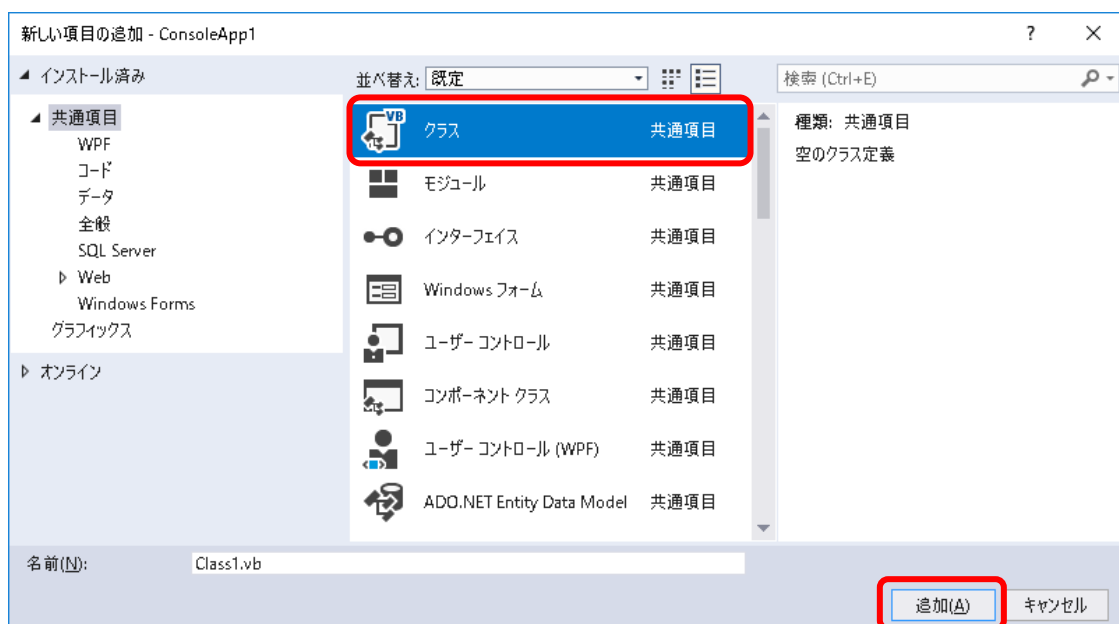 新しい項目の追加 - ConsoleApp1
?
インストール済み
共通項目
WPF
コード
データ
全般
SQL Server
Web
Windows Forms
グラフィックス
オンライン
並べ替え: 既定
VB クラス 共通項目
モジュール 共通項目
インターフェイス 共通項目
Windows フォーム 共通項目
ユーザー コントロール 共通項目
コンポーネント クラス 共通項目
ユーザー コントロール (WPF) 共通項目
ADO.NET Entity Data Model 共通項目
検索 (Ctrl+E)
種類: 共通項目
空のクラス定義
名前(N): Class1.vb
追加(A) キャンセル